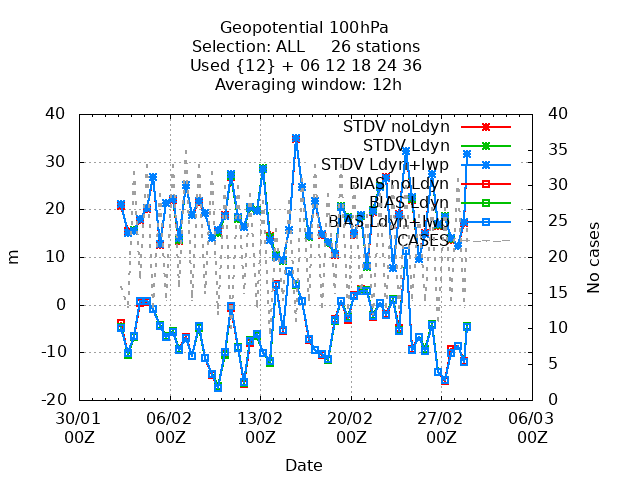 Geopotential 100hPa
Selection: ALL     26 stations
Used {12} + 06 12 18 24 36
Averaging window: 12h
40
30
20
10
0
-10
-20
m
40
35
30
25
20
15
10
5
0
No cases
STDV noLdyn
STDV Ldyn
STDV Ldyn+lwp
BIAS noLdyn
BIAS Ldyn
BIAS Ldyn+lwp
CASES
30/01 06/02 13/02 20/02 27/02 06/03
00Z 00Z 00Z 00Z 00Z 00Z
Date